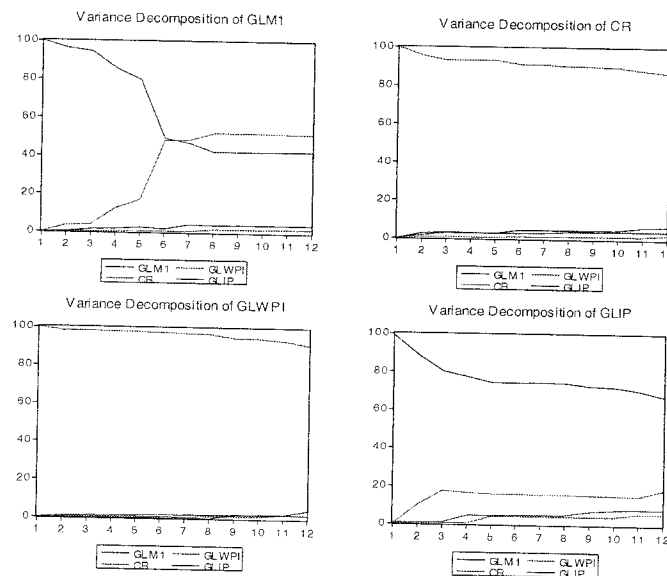 Variance Decomposition of GLM1
100
80
60
40
20
0
1 2 3 4 5 6 7 8 9 10 11 12
GLM1 GLWPI
CR GLIP
Variance Decomposition of CR
100
80
60
40
20
0
1 2 3 4 5 6 7 8 9 10 11 1
GLM1 GLWPI
CR GLIP
Variance Decomposition of GLWPI
100
80
60
40
20
0
1 2 3 4 5 6 7 8 9 10 11 12
GLM1 GLWPI
CR GLIP
Variance Decomposition of GLIP
100
80
60
40
20
0
1 2 3 4 5 6 7 8 9 10 11 12
GLM1 GLWPI
CR GLIP